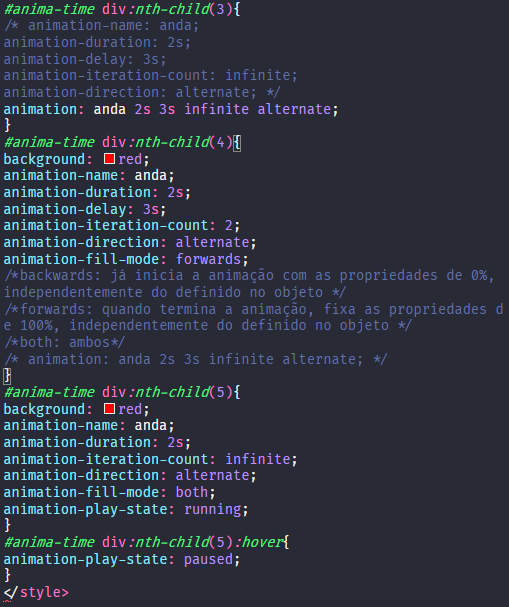 #anima-time div:nth-child(3){
/* animation-name: anda;
animation-duration: 2s;
animation-delay: 3s;
animation-iteration-count: infinite;
animation-direction: alternate; */
animation: anda 2s 3s infinite alternate;
}
#anima-time div:nth-child(4){
background: red;
animation-name: anda;
animation-duration: 2s;
animation-delay: 3s;
animation-iteration-count: 2;
animation-direction: alternate;
animation-fill-mode: forwards;
/*backwards: já inicia a animação com as propriedades de 0%,
independentemente do definido no objeto */
/*forwards: quando termina a animação, fixa as propriedades d
e 100%, independentemente do definido no objeto */
/*both: ambos*/
/* animation: anda 2s 3s infinite alternate; */
}
#anima-time div:nth-child(5){
background: red;
animation-name: anda;
animation-duration: 2s;
animation-iteration-count: infinite;
animation-direction: alternate;
animation-fill-mode: both;
animation-play-state: running;
}
#anima-time div:nth-child(5):hover{
animation-play-state: paused;
}
</style>